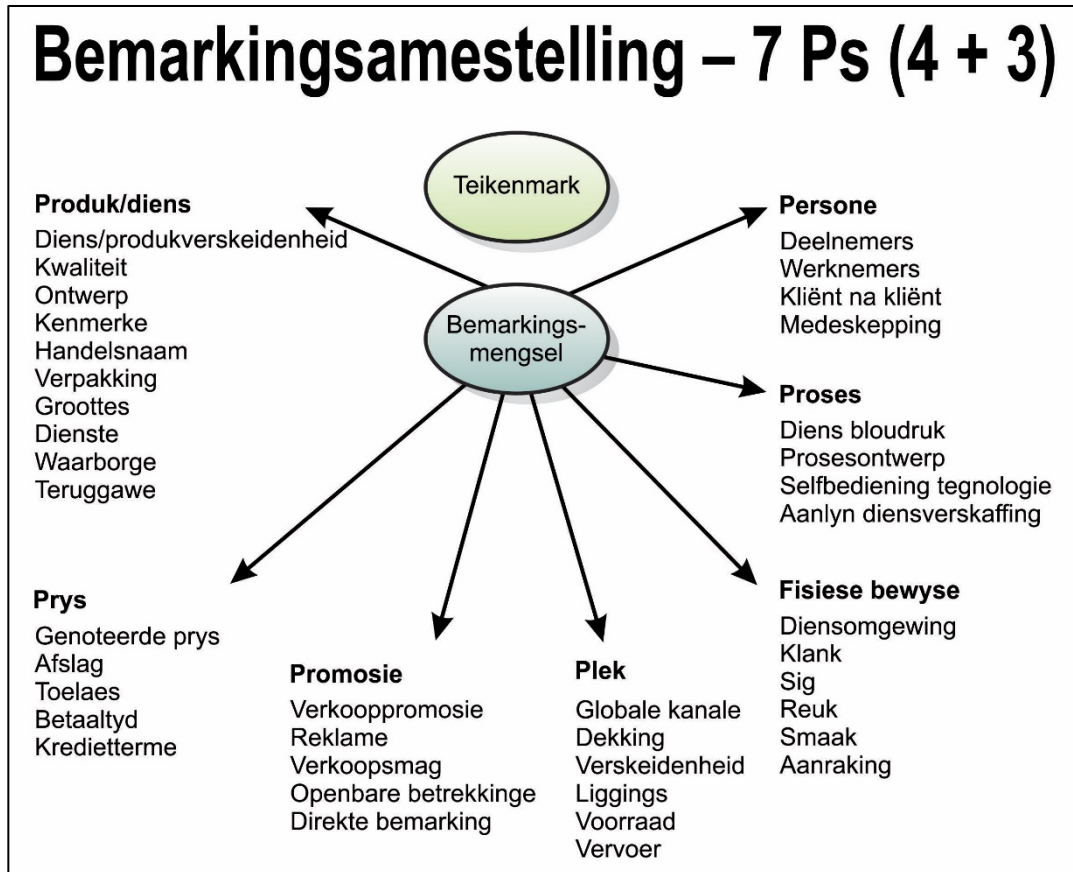 Bemarkingsamestelling – 7 Ps (4 + 3)
Teikenmark
Bemarkings-
mengsel
Produk/diens
Diens/produkverskeidenheid
Kwaliteit
Ontwerp
Kenmerke
Handelsnaam
Verpakking
Groottes
Dienste
Waarborge
Teruggawe
Prys
Genoteerde prys
Afslag
Toelaes
Betaaltyd
Kredietterme
Promosie
Verkooppromosie
Reklame
Verkoopsmag
Openbare betrekkinge
Direkte bemarking
Plek
Globale kanale
Dekking
Verskeidenheid
Liggings
Voorraad
Vervoer
Persone
Deelnemers
Werknemers
Kliënt na kliënt
Medeskepping
Proses
Diens bloudruk
Prosesontwerp
Selfbediening tegnologie
Aanlyn diensverskaffing
Fisiese bewyse
Diensomgewing
Klank
Sig
Reuk
Smaak
Aanraking